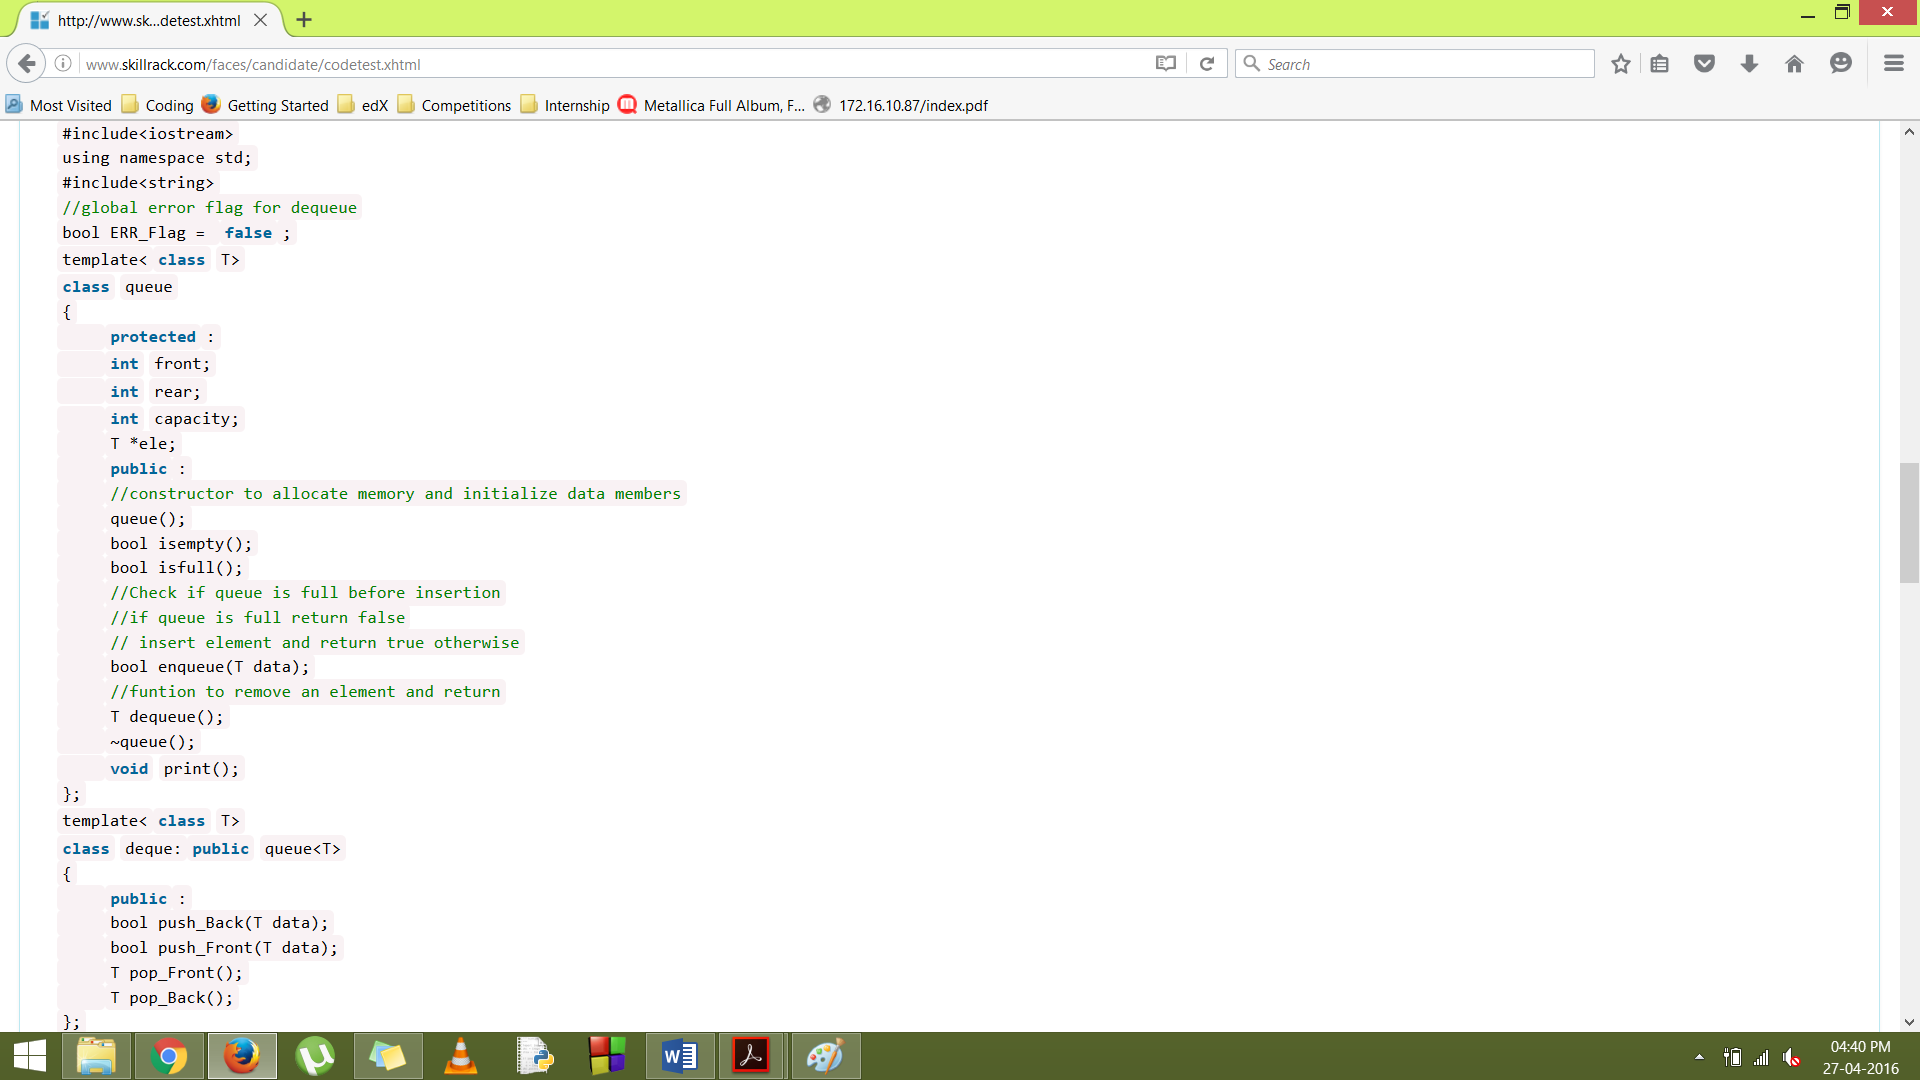 http://www.sk...detest.xhtml
www.skillrack.com/faces/candidate/codetest.xhtml
Search
Most Visited Coding Getting Started edX Competitions Internship Metallica Full Album, F... 172.16.10.87/index.pdf
#include<iostream>
using namespace std;
#include<string>
//global error flag for dequeue
bool ERR_Flag = false ;
template< class T>
class queue
{
protected :
int front;
int rear;
int capacity;
T *ele;
public :
//constructor to allocate memory and initialize data members
queue();
bool isempty();
bool isfull();
//Check if queue is full before insertion
//if queue is full return false
// insert element and return true otherwise
bool enqueue(T data);
//funtion to remove an element and return
T dequeue();
~queue();
void print();
};
template< class T>
class deque: public queue<T>
{
public :
bool push_Back(T data);
bool push_Front(T data);
T pop_Front();
T pop_Back();
};
04:40 PM
27-04-2016